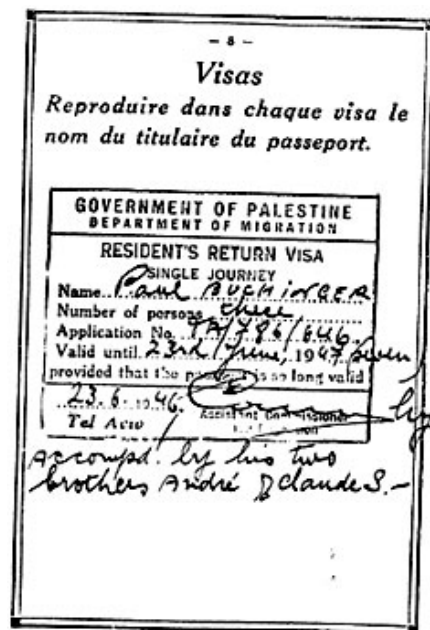 - 8 -
Visas
Reproduire dans chaque visa le
nom du titulaire du passeport.
GOVERNMENT OF PALESTINE
DEPARTMENT OF MIGRATION
RESIDENT'S RETURN VISA
SINGLE JOURNEY
Name Paul BUCHINGER
Number of persons three
Application No. TA/786/646.
Valid until 23rd June, 1947/seven
provided that the passport is so long valid
23.6.1946.
Assistant Commissioner
Tel Aviv
accompd. by his two
brothers André & Claude S.-